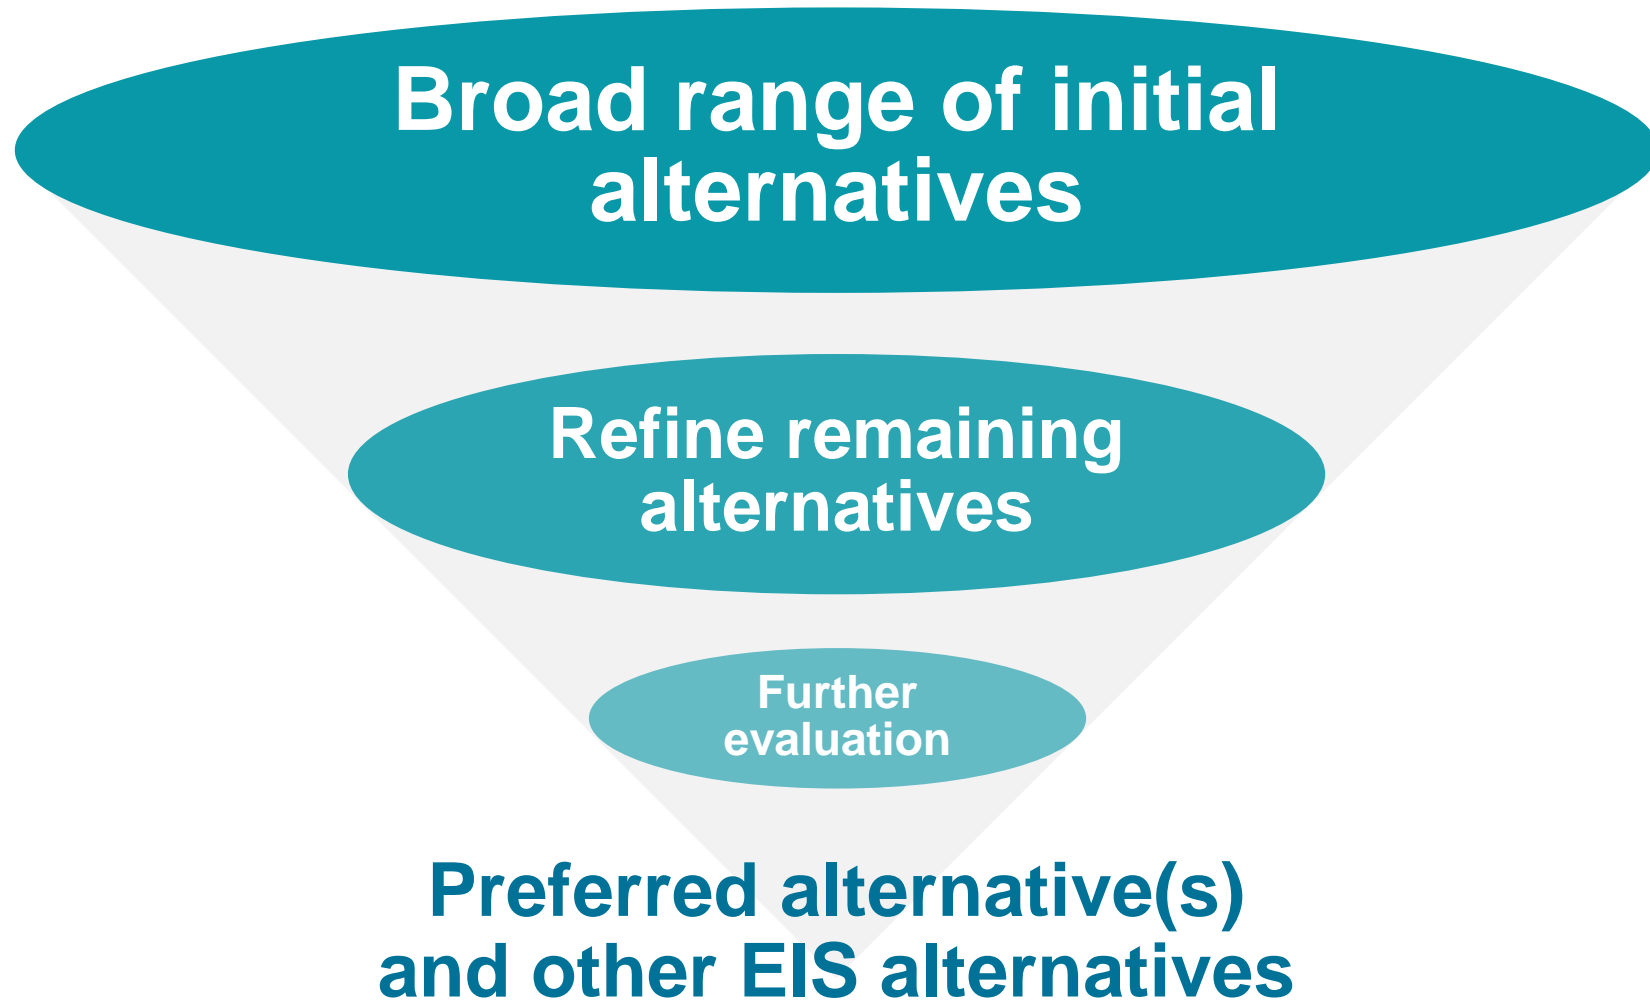 Broad range of initial
alternatives
Refine remaining
alternatives
Further
evaluation
Preferred alternative(s)
and other EIS alternatives